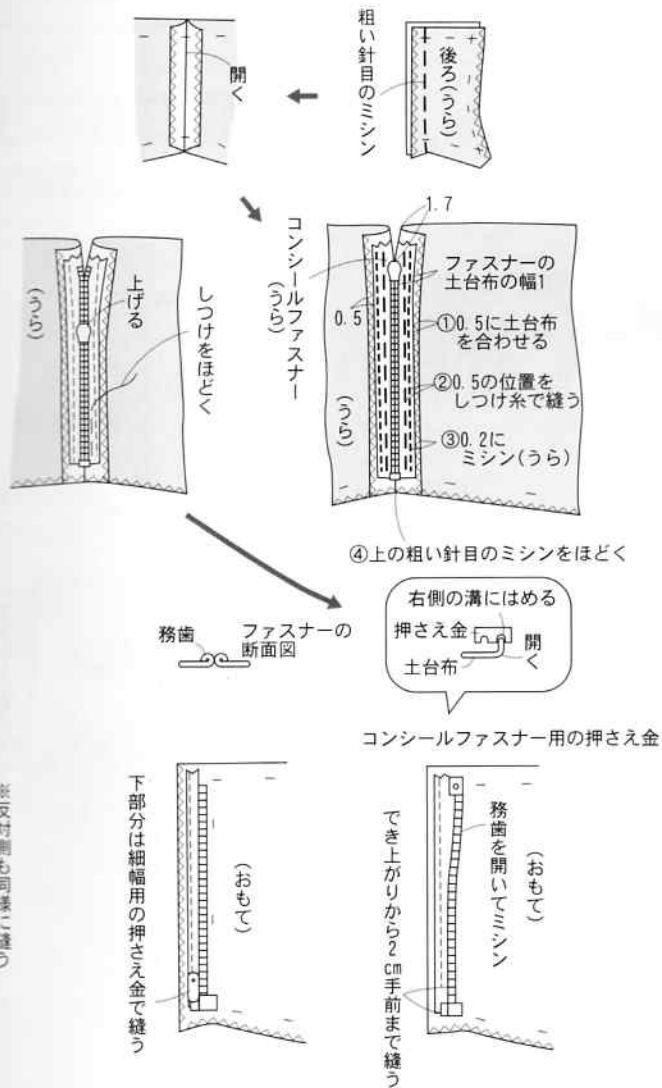 粗い針目のミシン
後ろ(うら)
開く
コンシールファスナー
(うら)
1.7
ファスナーの
土台布の幅1
0.5
①0.5に土台布
を合わせる
②0.5の位置を
しつけ糸で縫う
③0.2に
ミシン(うら)
(うら)
④上の粗い針目のミシンをほどく
(うら)
上げる
しつけをほどく
務歯
ファスナーの
断面図
右側の溝にはめる
押さえ金
開く
土台布
コンシールファスナー用の押さえ金
(おもて)
務歯を開いてミシン
でき上がりから2cm手前まで縫う
(おもて)
下部分は細幅用の押さえ金で縫う
※反対側も同様に縫う